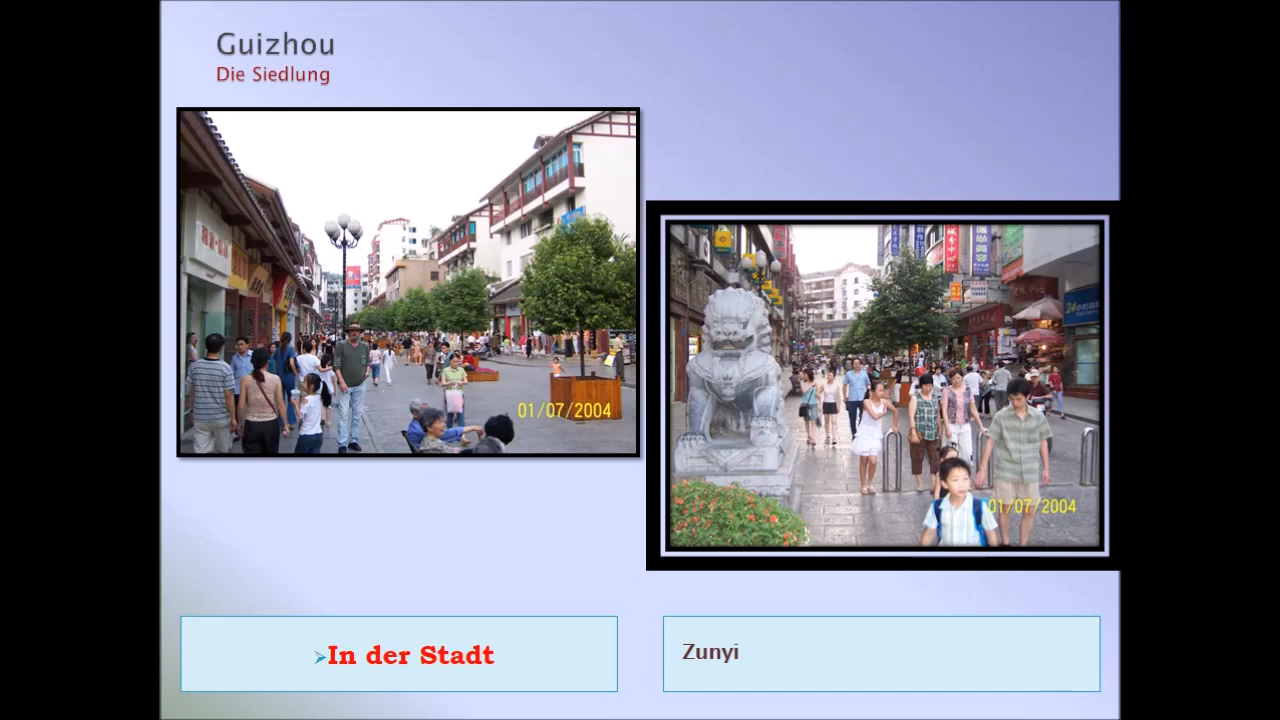 Guizhou
Die Siedlung
01/07/2004
01/07/2004
➢In der Stadt
Zunyi